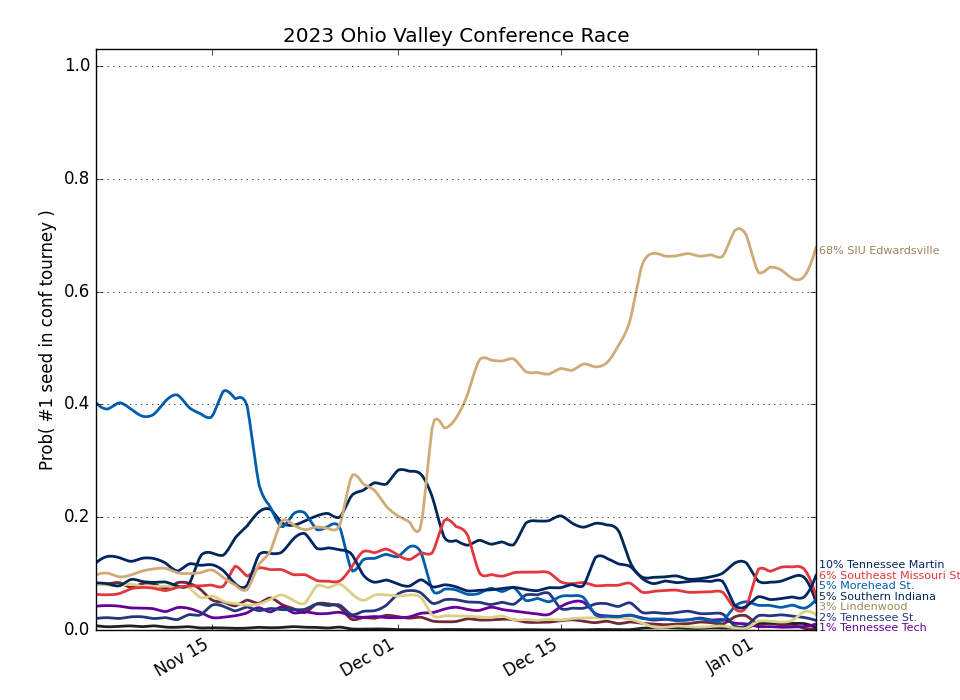 2023 Ohio Valley Conference Race
Prob( #1 seed in conf tourney )
1.0
0.8
0.6
0.4
0.2
0.0
Nov 15
Dec 01
Dec 15
Jan 01
68% SIU Edwardsville
10% Tennessee Martin
6% Southeast Missouri St
5% Morehead St.
5% Southern Indiana
3% Lindenwood
2% Tennessee St.
1% Tennessee Tech